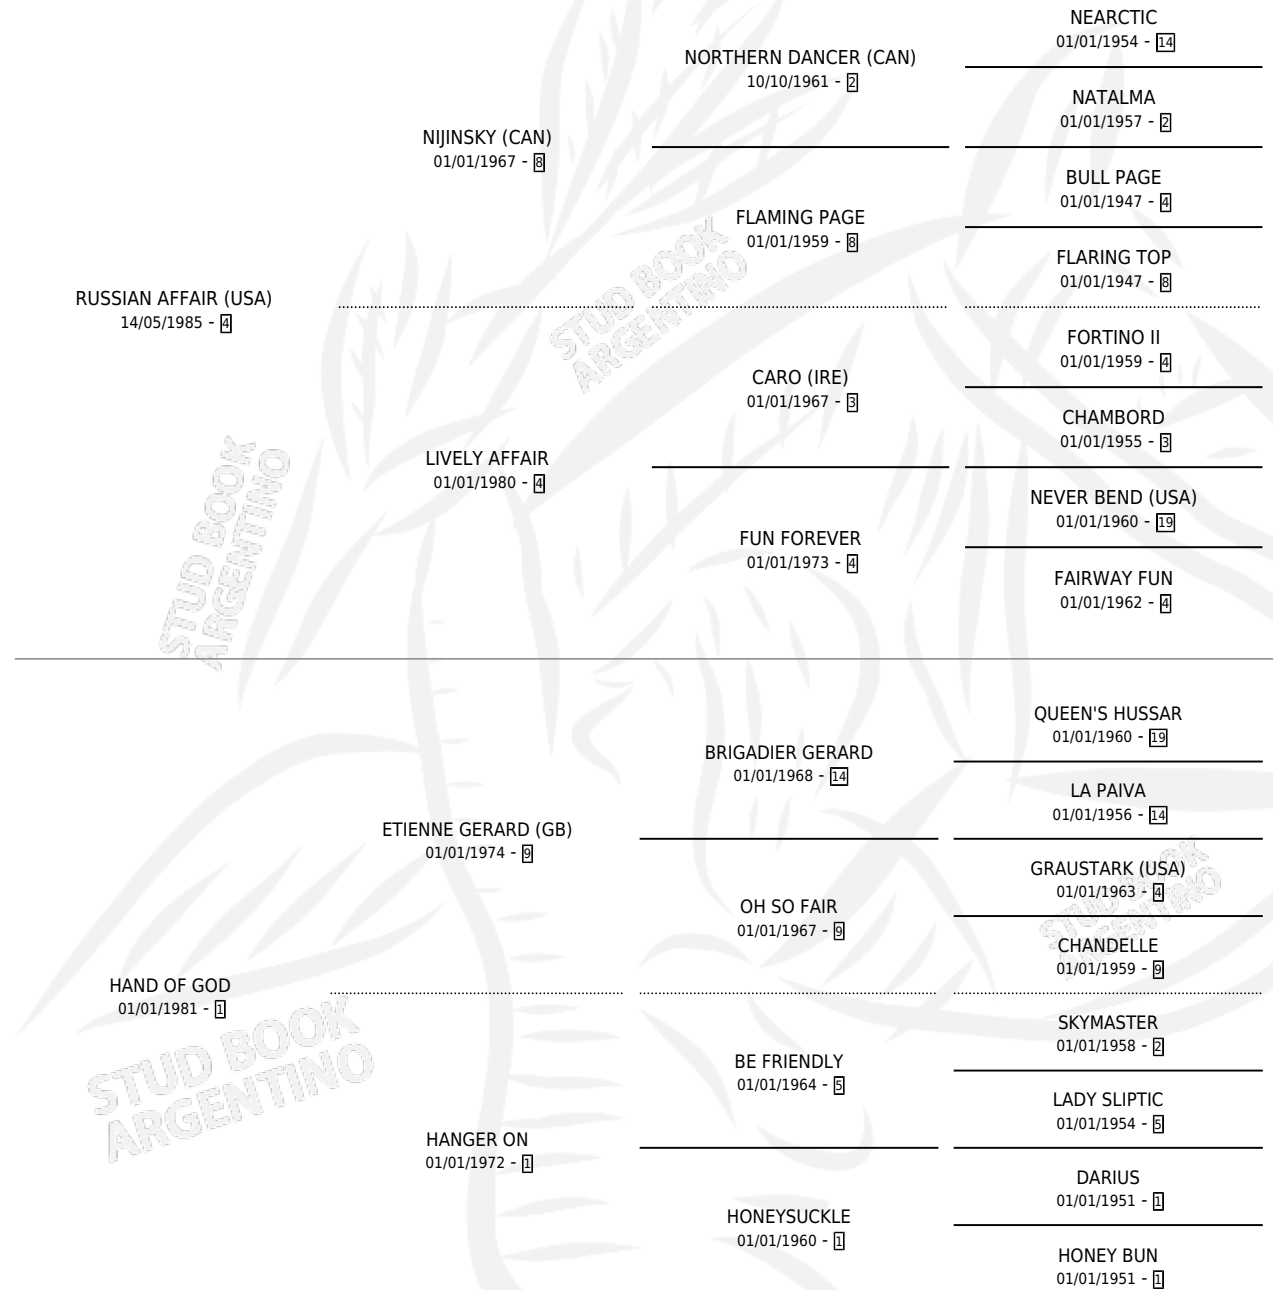 NEARCTIC
01/01/1954 - 14
NORTHERN DANCER (CAN)
10/10/1961 - 2
NATALMA
01/01/1957 - 2
NIJINSKY (CAN)
01/01/1967 - 8
BULL PAGE
01/01/1947 - 4
FLAMING PAGE
01/01/1959 - 8
FLARING TOP
01/01/1947 - 8
RUSSIAN AFFAIR (USA)
14/05/1985 - 4
FORTINO II
01/01/1959 - 4
CARO (IRE)
01/01/1967 - 3
CHAMBORD
01/01/1955 - 3
LIVELY AFFAIR
01/01/1980 - 4
NEVER BEND (USA)
01/01/1960 - 19
FUN FOREVER
01/01/1973 - 4
FAIRWAY FUN
01/01/1962 - 4
STUD BOOK
ARGENTINO
STUD BOOK
ARGENTINO
QUEEN'S HUSSAR
01/01/1960 - 19
BRIGADIER GERARD
01/01/1968 - 14
LA PAIVA
01/01/1956 - 14
ETIENNE GERARD (GB)
01/01/1974 - 9
GRAUSTARK (USA)
01/01/1963 - 4
OH SO FAIR
01/01/1967 - 9
CHANDELLE
01/01/1959 - 9
HAND OF GOD
01/01/1981 - 1
SKYMASTER
01/01/1958 - 2
BE FRIENDLY
01/01/1964 - 5
LADY SLIPTIC
01/01/1954 - 5
HANGER ON
01/01/1972 - 1
DARIUS
01/01/1951 - 1
HONEYSUCKLE
01/01/1960 - 1
HONEY BUN
01/01/1951 - 1
STUD BOOK
ARGENTINO
STUD BOOK
ARGENTINO